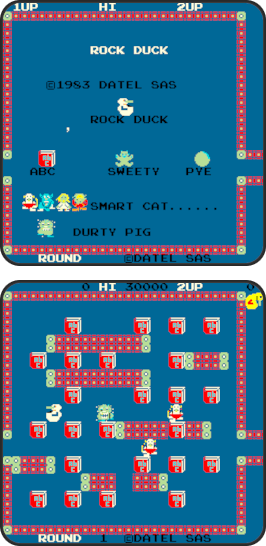 1UP HI 2UP
ROCK DUCK
©1983 DATEL SAS
ROCK DUCK
,
ABC SWEETY PYE
SMART CAT......
DURTY PIG
ROUND ©DATEL SAS
0 HI 30000 2UP 0
ROUND 1 ©DATEL SAS